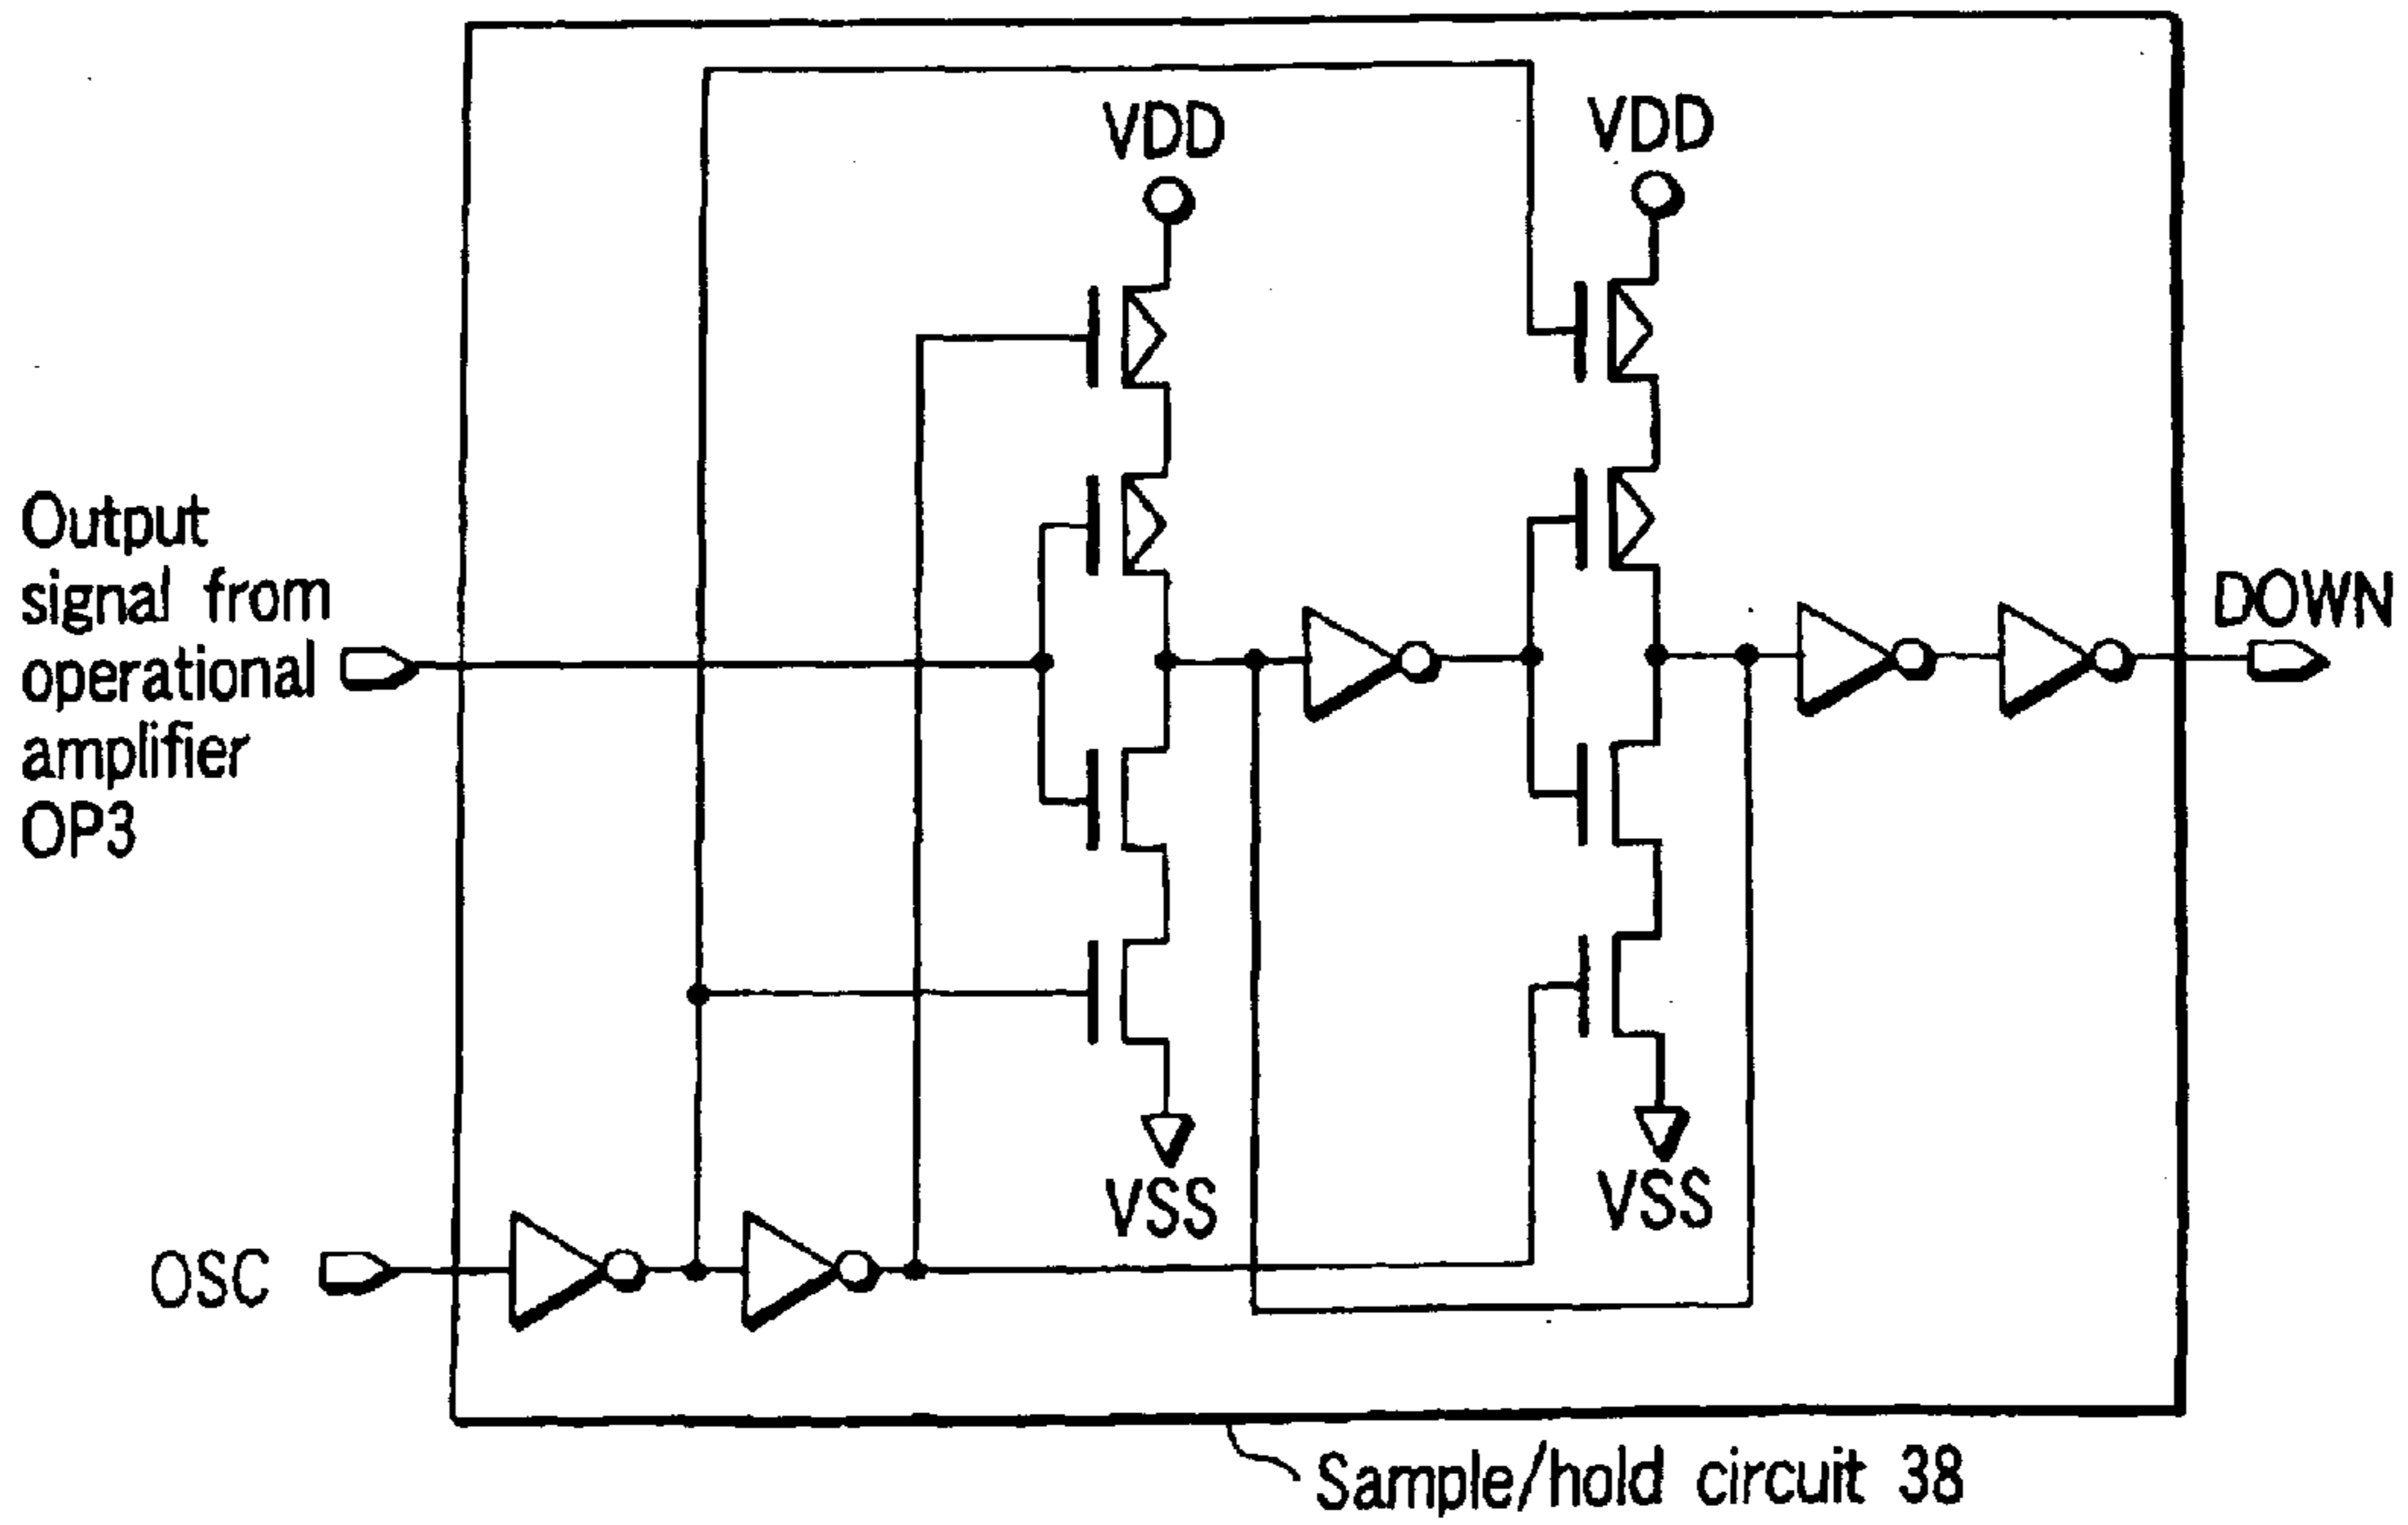 VDD
VDD
Output
signal from
operational
amplifier
OP3
DOWN
VSS
VSS
OSC
Sample/hold circuit 38